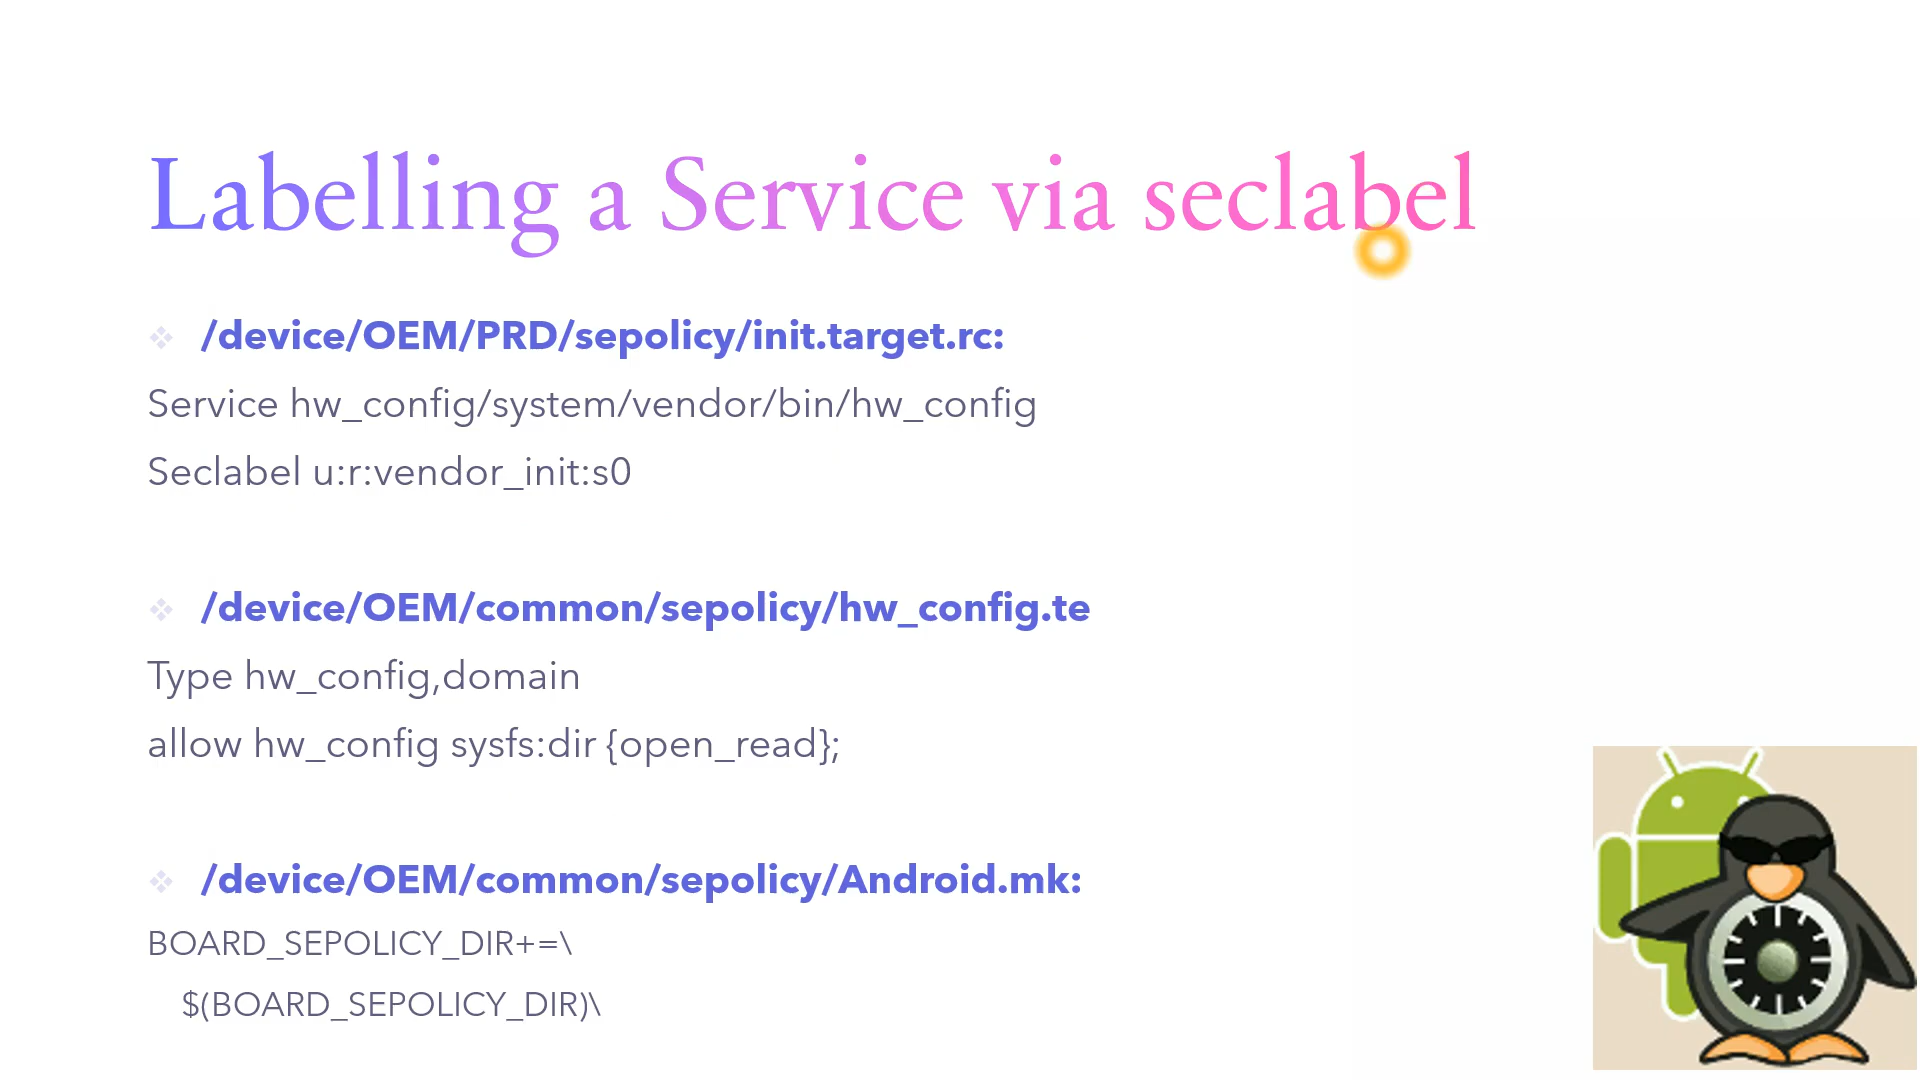 Labelling a Service via seclabel
/device/OEM/PRD/sepolicy/init.target.rc:
Service hw_config/system/vendor/bin/hw_config
Seclabel u:r:vendor_init:s0
/device/OEM/common/sepolicy/hw_config.te
Type hw_config,domain
allow hw_config sysfs:dir {open_read};
/device/OEM/common/sepolicy/Android.mk:
BOARD_SEPOLICY_DIR+=\
$(BOARD_SEPOLICY_DIR)\